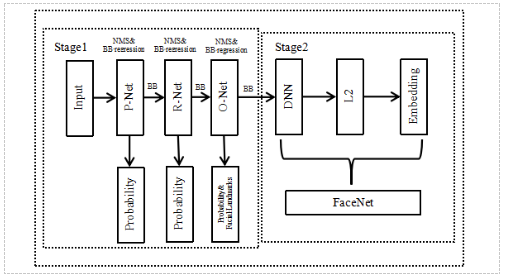 Stage1
NMS&
BB-regression
NMS&
BB-regression
NMS&
BB-regression
Stage2
Input
P-Net
BB
R-Net
BB
O-Net
BB
DNN
L2
Embedding
Probability
Probability
Probability&
Facial Landmarks
FaceNet